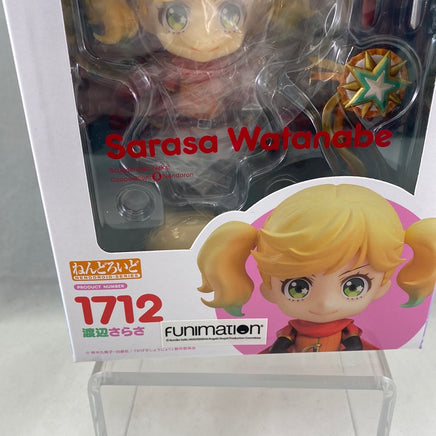 Sarasa Watanabe
ねんどろいど
NENDOROID SERIES
PRODUCT NUMBER
1712
渡辺さらさ
FUNiMATiON